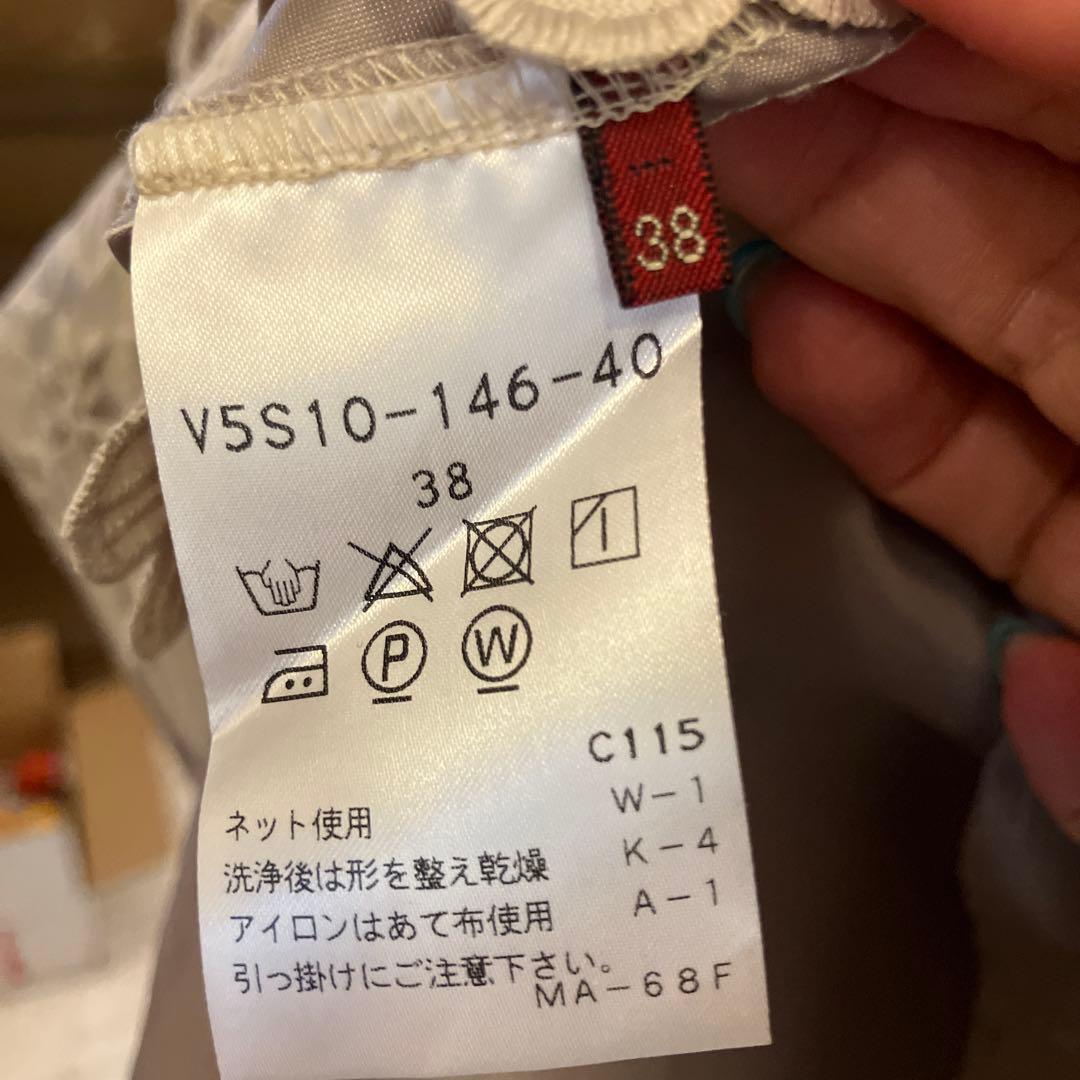 38
V5S10-146-40
38
P
W
C115
W-1
K-4
A-1
ネット使用
洗浄後は形を整え乾燥
アイロンはあて布使用
引っ掛けにご注意下さい。
MA-68F